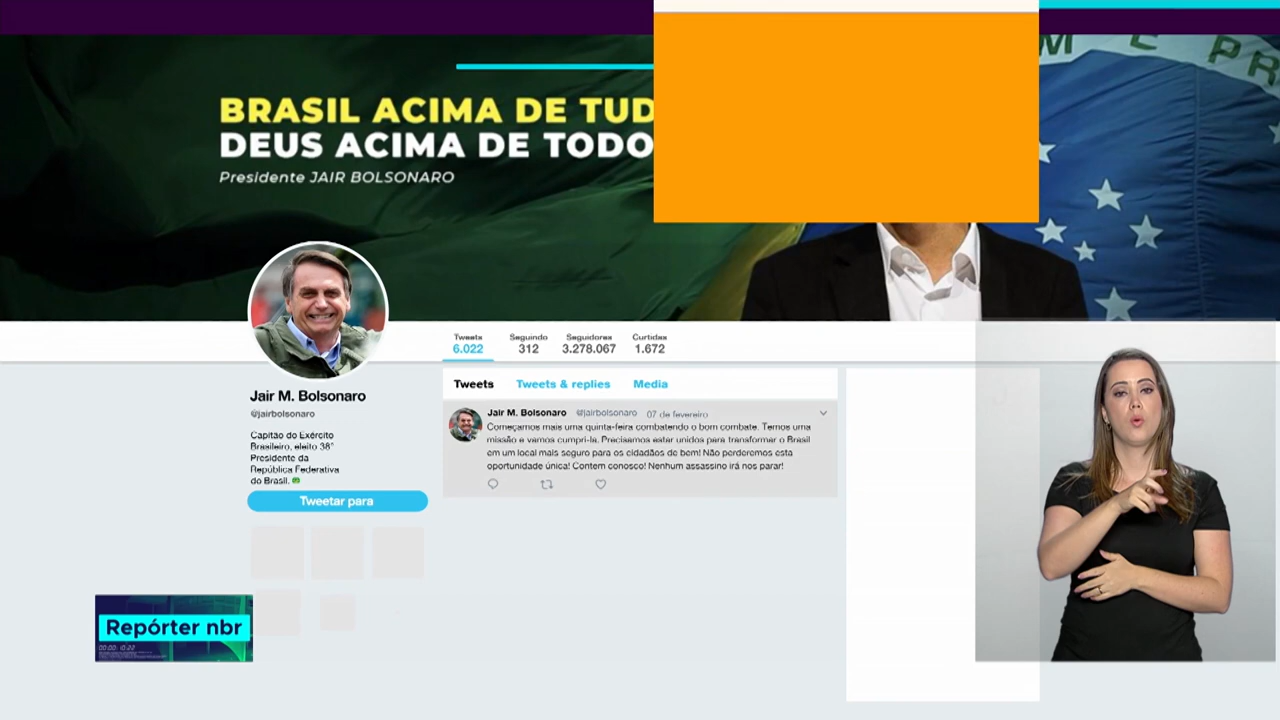 BRASIL ACIMA DE TUD
DEUS ACIMA DE TODO
Presidente JAIR BOLSONARO
M E PR
Tweets
Seguindo
Seguidores
Curtidas
6.022
312
3.278.067
1.672
Jair M. Bolsonaro
@jairbolsonaro
Capitão do Exército
Brasileiro, eleito 38°
Presidente da
República Federativa
do Brasil.
Tweetar para
Tweets
Tweets & replies
Media
Jair M. Bolsonaro @jairbolsonaro 07 de fevereiro
Começamos mais uma quinta-feira combatendo o bom combate. Temos uma
missão e vamos cumpri-la. Precisamos estar unidos para transformar o Brasil
em um local mais seguro para os cidadãos de bem! Não perderemos esta
oportunidade única! Contem conosco! Nenhum assassino irá nos parar!
Repórter nbr